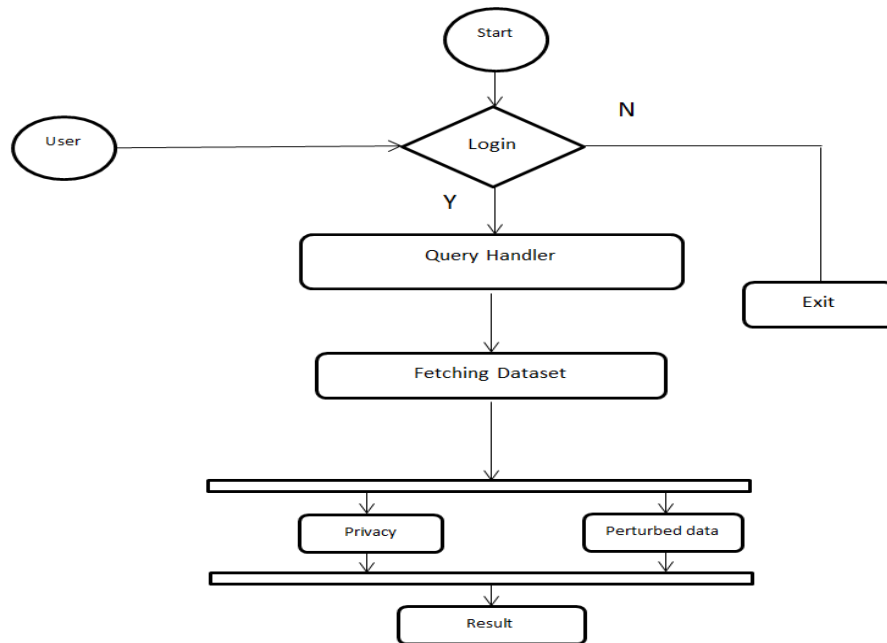 Start
N
User
Login
Y
Query Handler
Exit
Fetching Dataset
Privacy
Perturbed data
Result